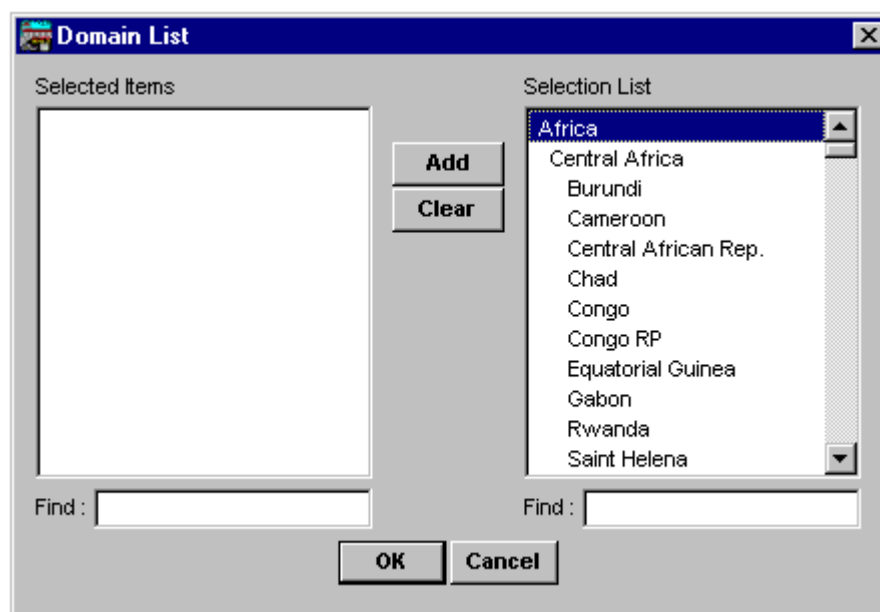 Domain List
Selected Items
Selection List
Africa
Central Africa
Burundi
Cameroon
Central African Rep.
Chad
Congo
Congo RP
Equatorial Guinea
Gabon
Rwanda
Saint Helena
Add
Clear
Find :
Find :
OK
Cancel